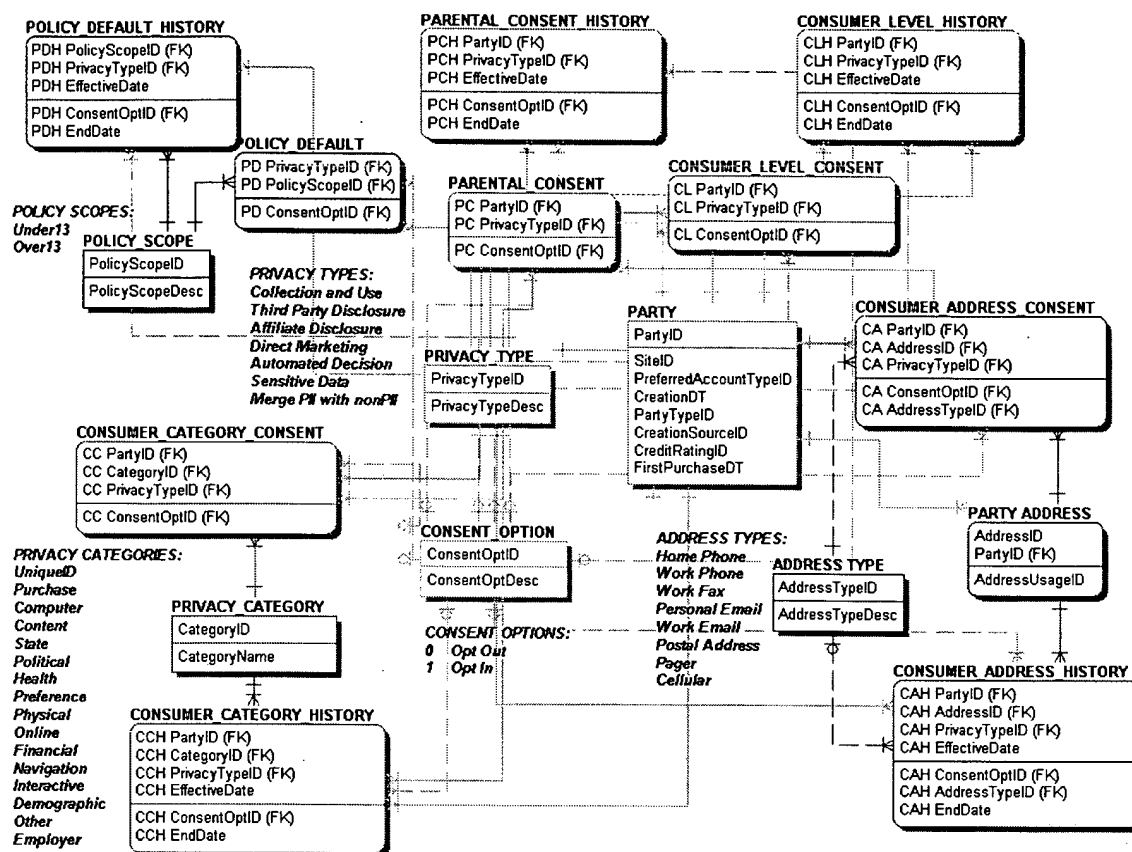 POLICY_DEFAULT_HISTORY
PDH PolicyScopeID (FK)
PDH PrivacyTypeID (FK)
PDH EffectiveDate
PDH ConsentOptID (FK)
PDH EndDate
PARENTAL_CONSENT_HISTORY
PCH PartyID (FK)
PCH PrivacyTypeID (FK)
PCH EffectiveDate
PCH ConsentOptID (FK)
PCH EndDate
CONSUMER_LEVEL_HISTORY
CLH PartyID (FK)
CLH PrivacyTypeID (FK)
CLH EffectiveDate
CLH ConsentOptID (FK)
CLH EndDate
POLICY_DEFAULT
PD PrivacyTypeID (FK)
PD PolicyScopeID (FK)
PD ConsentOptID (FK)
PARENTAL_CONSENT
PC PartyID (FK)
PC PrivacyTypeID (FK)
PC ConsentOptID (FK)
CONSUMER_LEVEL_CONSENT
CL PartyID (FK)
CL PrivacyTypeID (FK)
CL ConsentOptID (FK)
POLICY SCOPES:
Under13
Over13
POLICY_SCOPE
PolicyScopeID
PolicyScopeDesc
PRIVACY TYPES:
Collection and Use
Third Party Disclosure
Affiliate Disclosure
Direct Marketing
Automated Decision
Sensitive Data
Merge PII with nonPII
PRIVACY_TYPE
PrivacyTypeID
PrivacyTypeDesc
PARTY
PartyID
SiteID
PreferredAccountTypeID
CreationDT
PartyTypeID
CreationSourceID
CreditRatingID
FirstPurchaseDT
CONSUMER_ADDRESS_CONSENT
CA PartyID (FK)
CA AddressID (FK)
CA PrivacyTypeID (FK)
CA ConsentOptID (FK)
CA AddressTypeID (FK)
CONSUMER_CATEGORY_CONSENT
CC PartyID (FK)
CC CategoryID (FK)
CC PrivacyTypeID (FK)
CC ConsentOptID (FK)
CONSENT_OPTION
ConsentOptID
ConsentOptDesc
CONSENT OPTIONS:
0 Opt Out
1 Opt In
ADDRESS TYPES:
Home Phone
Work Phone
Work Fax
Personal Email
Work Email
Postal Address
Pager
Cellular
ADDRESS TYPE
AddressTypeID
AddressTypeDesc
PARTY ADDRESS
AddressID
PartyID (FK)
AddressUsageID
PRIVACY CATEGORIES:
UniqueID
Purchase
Computer
Content
State
Political
Health
Preference
Physical
Online
Financial
Navigation
Interactive
Demographic
Other
Employer
PRIVACY_CATEGORY
CategoryID
CategoryName
CONSUMER_CATEGORY_HISTORY
CCH PartyID (FK)
CCH CategoryID (FK)
CCH PrivacyTypeID (FK)
CCH EffectiveDate
CCH ConsentOptID (FK)
CCH EndDate
CONSUMER_ADDRESS_HISTORY
CAH PartyID (FK)
CAH AddressID (FK)
CAH PrivacyTypeID (FK)
CAH EffectiveDate
CAH ConsentOptID (FK)
CAH AddressTypeID (FK)
CAH EndDate